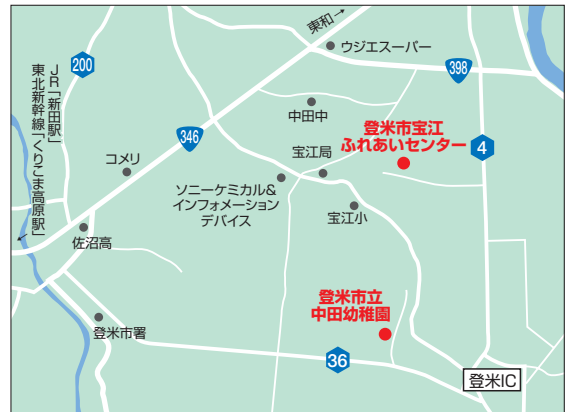 東和→
ウジエスーパー
398
200
JR「新田駅」
東北新幹線「くりこま高原駅」
中田中
346
登米市宝江
ふれあいセンター
4
コメリ
宝江局
ソニーケミカル&
インフォメーション
デバイス
宝江小
佐沼高
登米市立
中田幼稚園
登米市署
36
登米IC